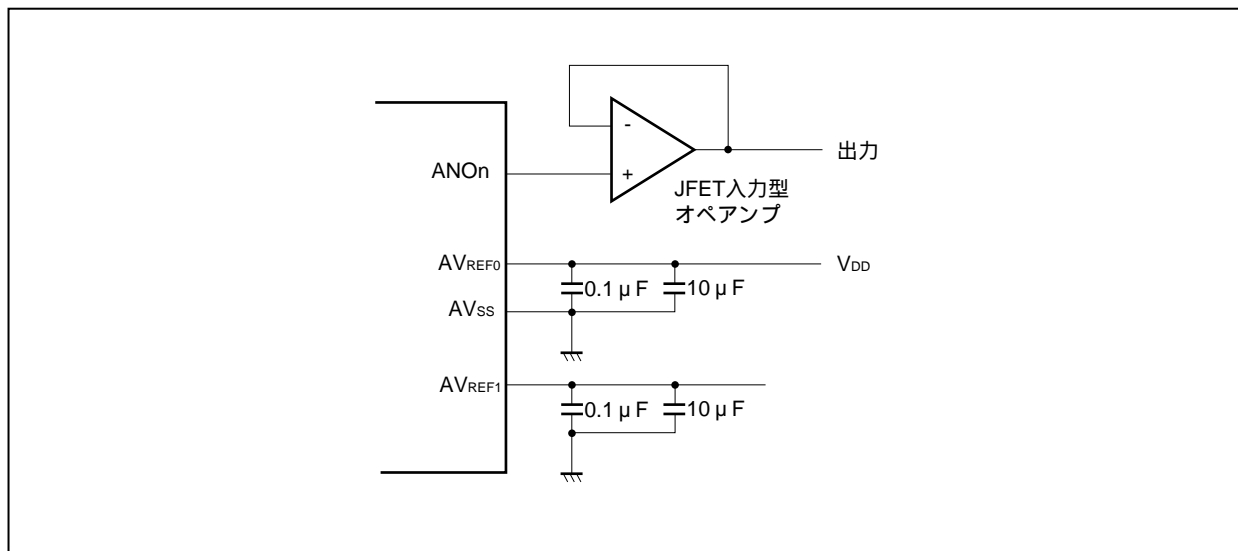 -
出力
ANOn
+
JFET入力型
オペアンプ
AVREF0
VDD
0.1 μ F
10 μ F
AVSS
AVREF1
0.1 μ F
10 μ F